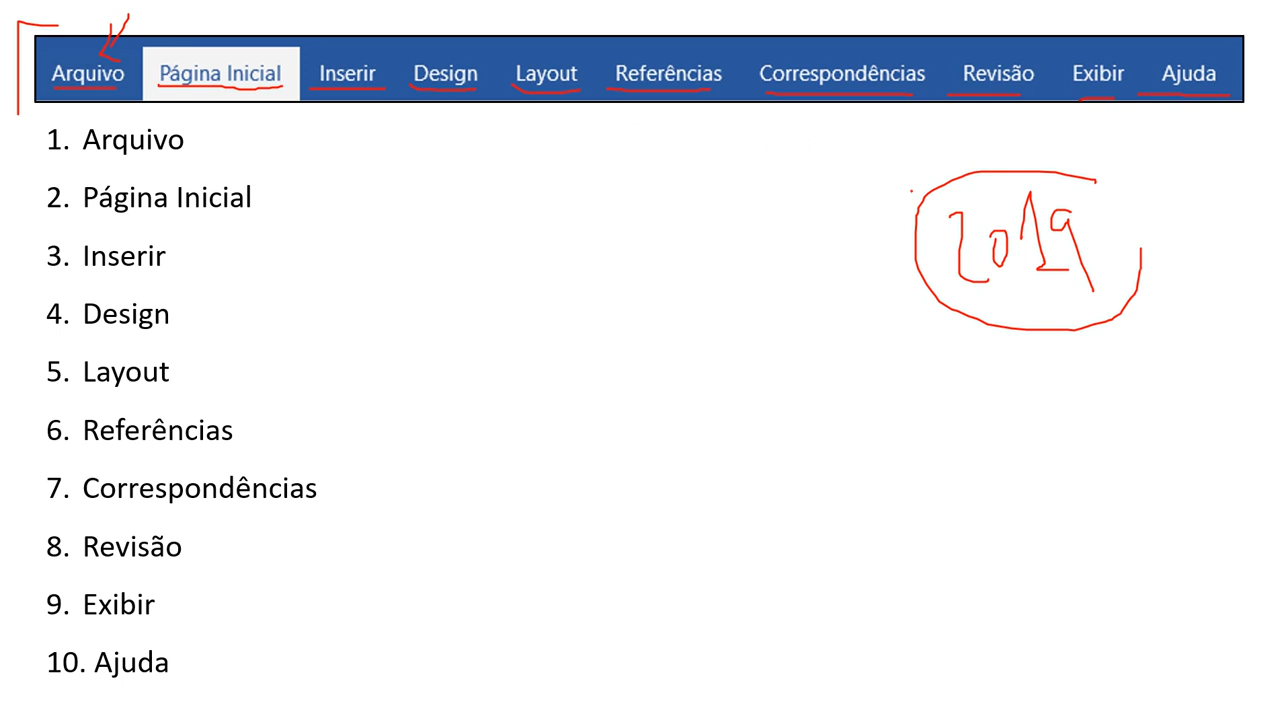 Arquivo Página Inicial Inserir Design Layout Referências Correspondências Revisão Exibir Ajuda
1. Arquivo
2. Página Inicial
2019
3. Inserir
4. Design
5. Layout
6. Referências
7. Correspondências
8. Revisão
9. Exibir
10. Ajuda